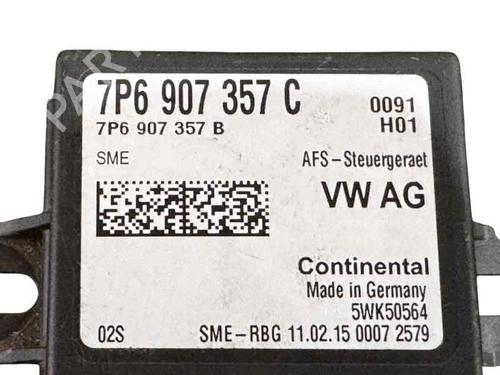 7P6 907 357 C
0091
7P6 907 357 B
H01
SME
AFS-Steuergeraet
VW AG
Continental
Made in Germany
5WK50564
02S
SME-RBG 11.02.15 0007 2579